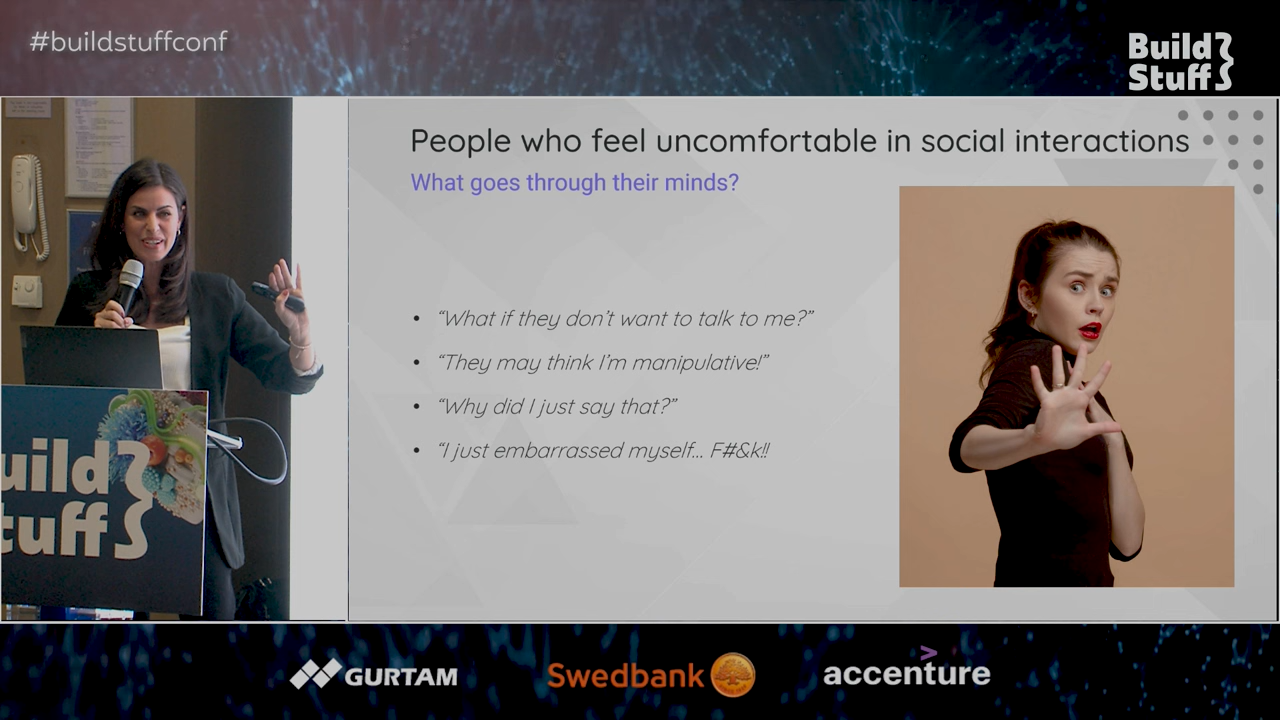 #buildstuffconf
Build
Stuff
People who feel uncomfortable in social interactions
What goes through their minds?
• “What if they don’t want to talk to me?”
• “They may think I’m manipulative!”
• “Why did I just say that?”
• “I just embarrassed myself... F#&k!!
uild
tuff
GURTAM
Swedbank
accenture